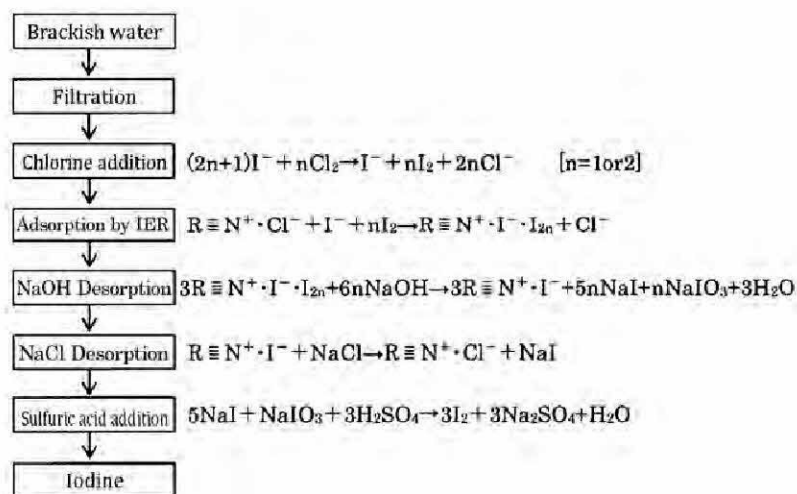 Brackish water
Filtration
Chlorine addition (2n+1)I⁻+nCl₂→I⁻+nI₂+2nCl⁻ [n=1or2]
Adsorption by IER R≡N⁺·Cl⁻+I⁻+nI₂→R≡N⁺·I⁻·I₂ₙ+Cl⁻
NaOH Desorption 3R≡N⁺·I⁻·I₂ₙ+6nNaOH→3R≡N⁺·I⁻+5nNaI+nNaIO₃+3H₂O
NaCl Desorption R≡N⁺·I⁻+NaCl→R≡N⁺·Cl⁻+NaI
Sulfuric acid addition 5NaI+NaIO₃+3H₂SO₄→3I₂+3Na₂SO₄+H₂O
Iodine